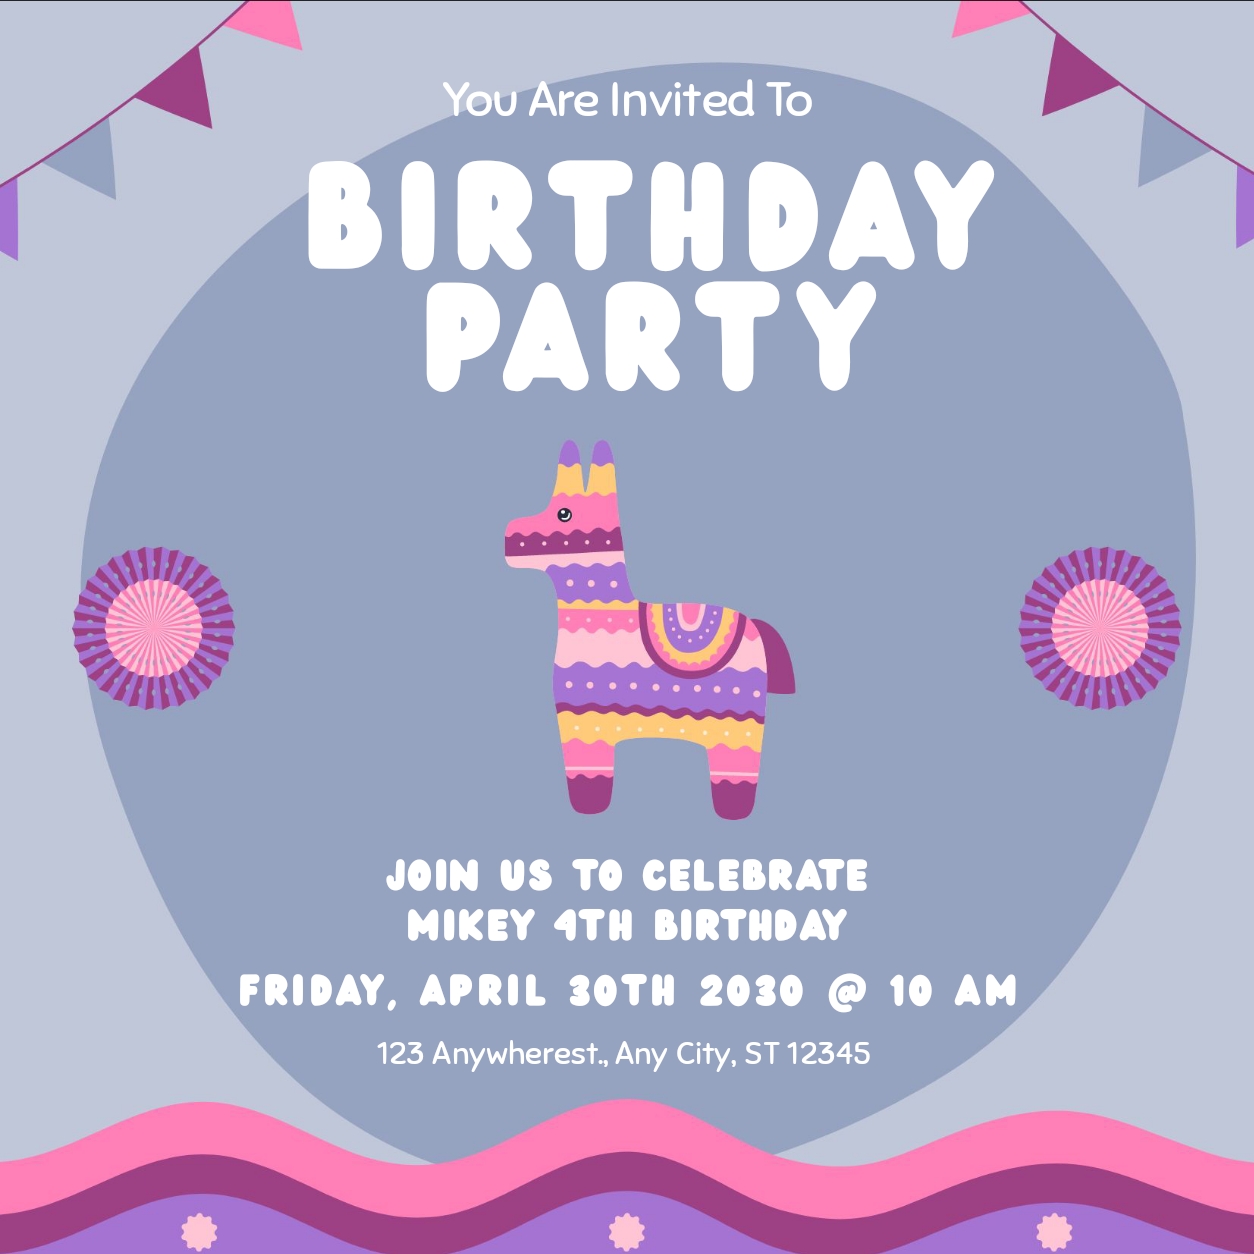 You Are Invited To
BIRTHDAY
PARTY
JOIN US TO CELEBRATE
MIKEY 4TH BIRTHDAY
FRIDAY, APRIL 30TH 2030 @ 10 AM
123 Anywherest., Any City, ST 12345